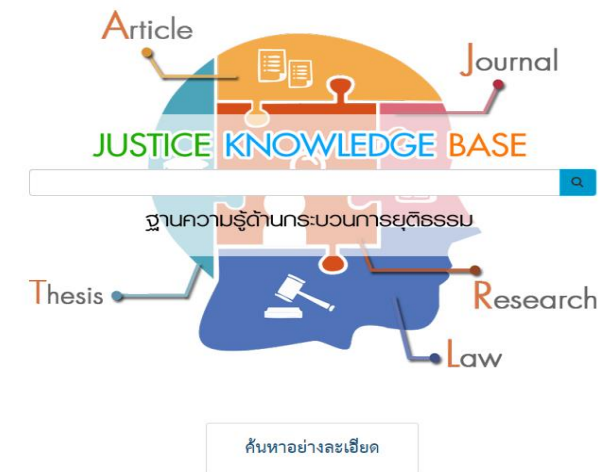 Article
Journal
JUSTICE KNOWLEDGE BASE
ฐานความรู้ด้านกระบวนการยุติธรรม
Thesis
Research
Law
ค้นหาอย่างละเอียด